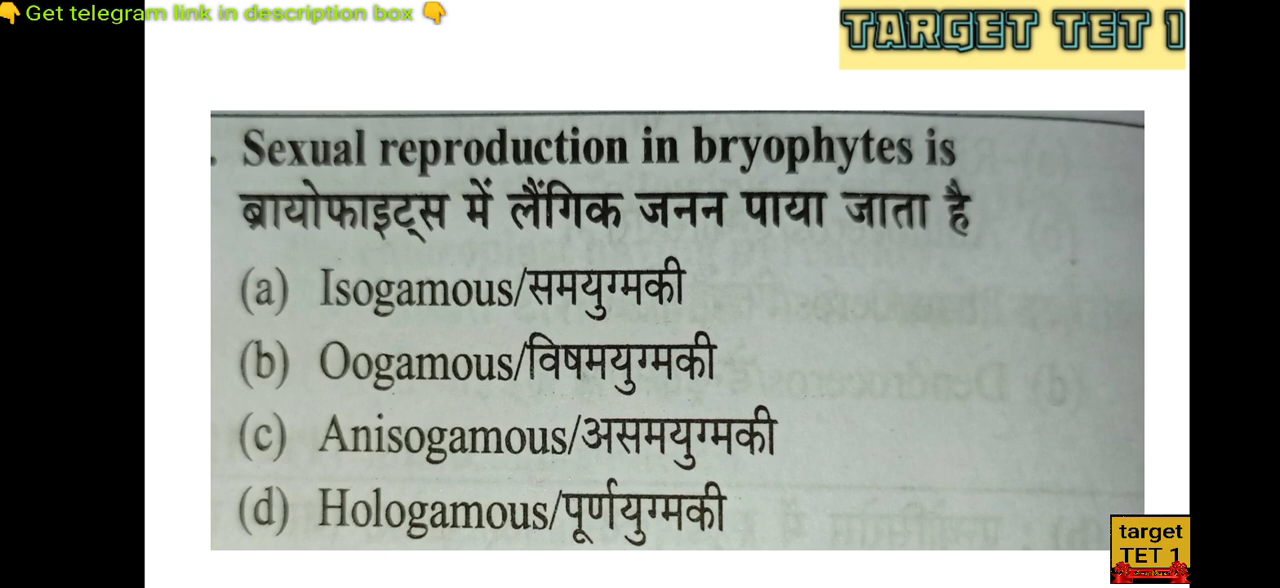 👇Get telegram link in description box 👇
TARGET TET 1
. Sexual reproduction in bryophytes is
ब्रायोफाइट्स में लैंगिक जनन पाया जाता है
(a) Isogamous/समयुग्मकी
(b) Oogamous/विषमयुग्मकी
(c) Anisogamous/असमयुग्मकी
(d) Hologamous/पूर्णयुग्मकी
target
TET 1